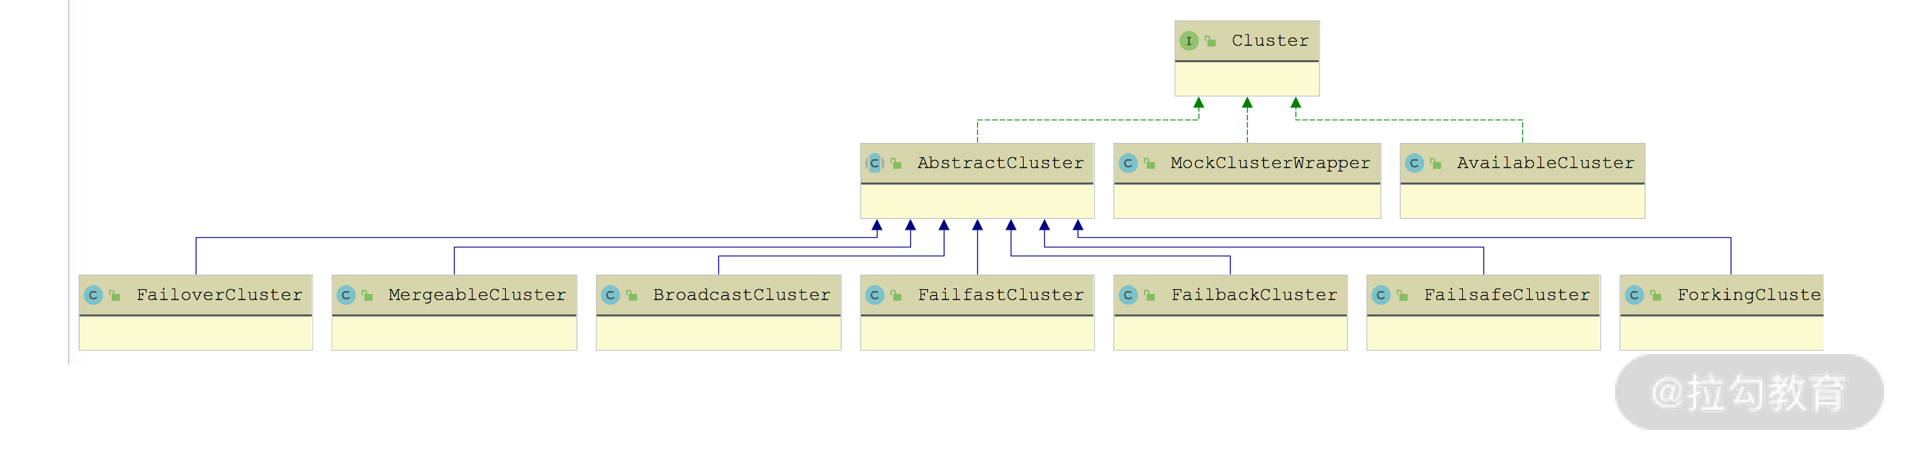 I Cluster
C AbstractCluster
C MockClusterWrapper
C AvailableCluster
C FailoverCluster
C MergeableCluster
C BroadcastCluster
C FailfastCluster
C FailbackCluster
C FailsafeCluster
C ForkingCluste
@拉勾教育